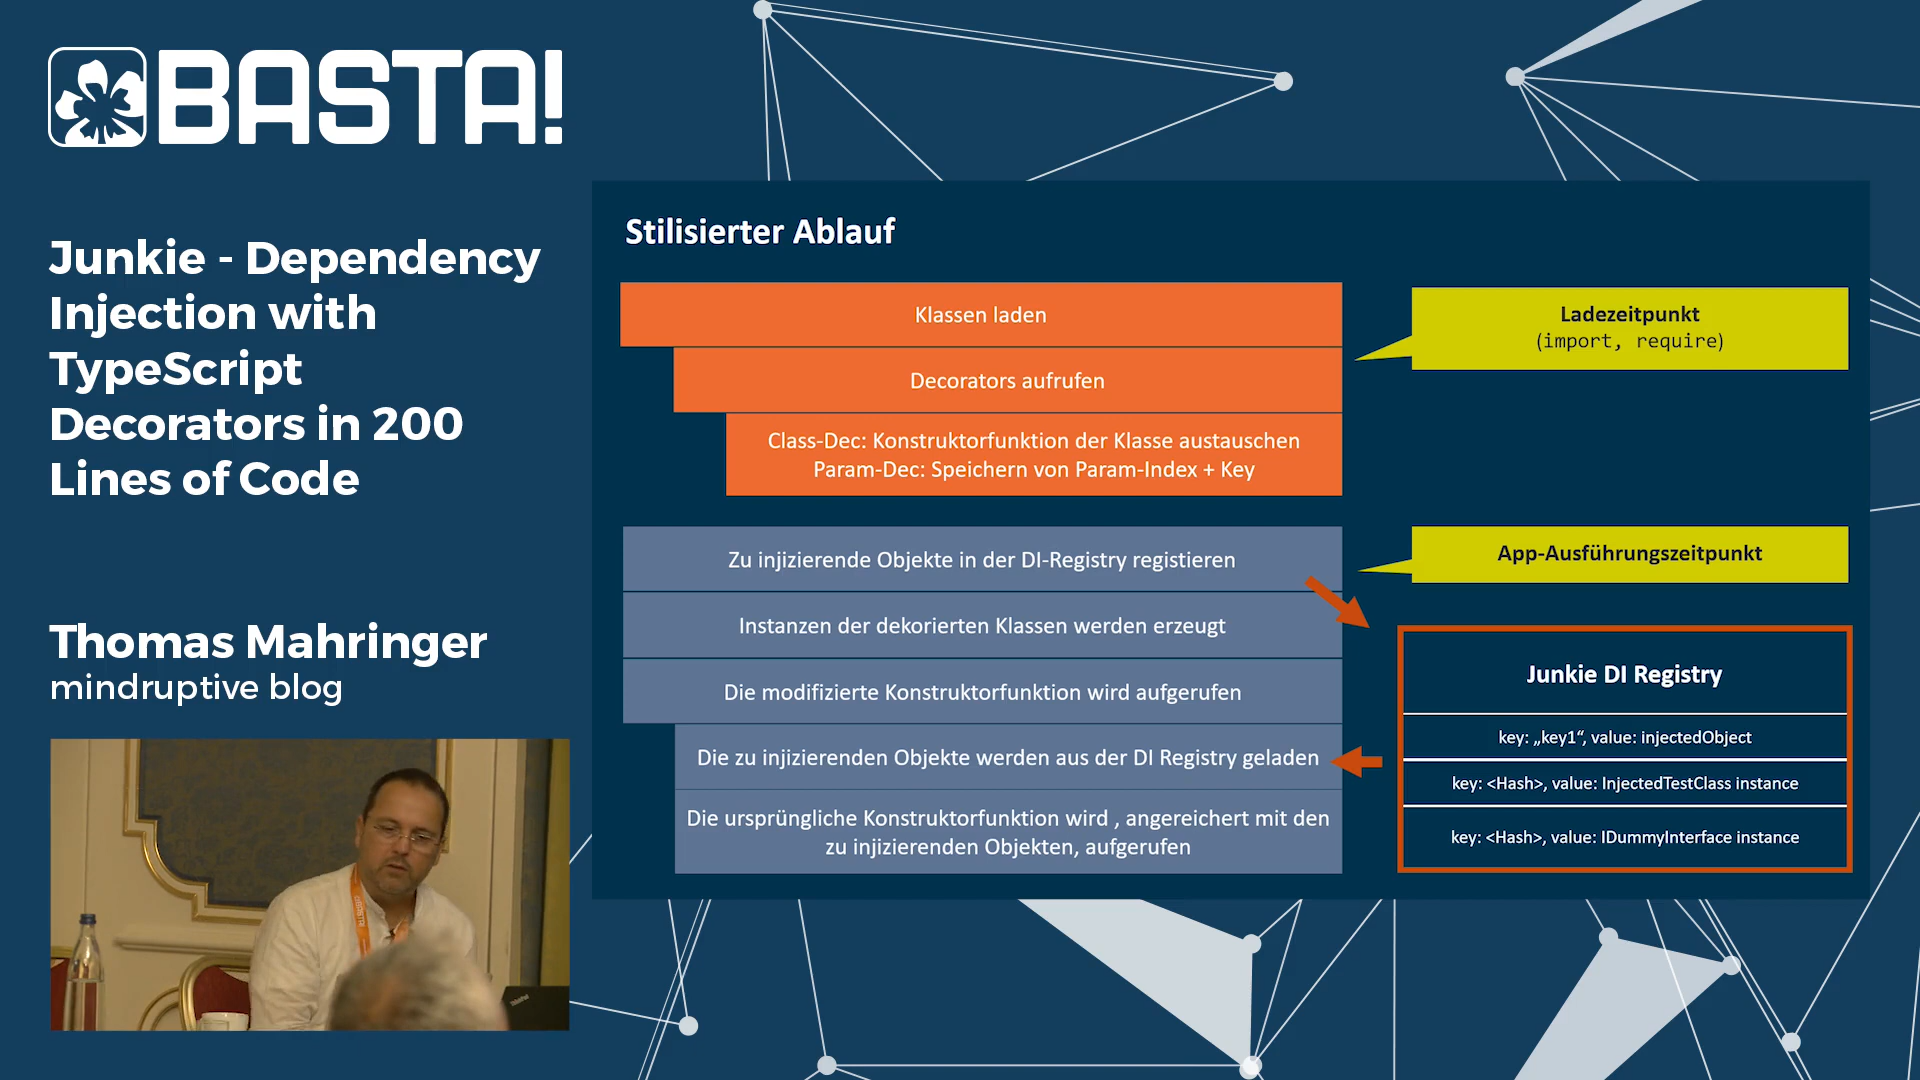 BASTA!
Junkie - Dependency
Injection with
TypeScript
Decorators in 200
Lines of Code
Thomas Mahringer
mindruptive blog
Stilisierter Ablauf
Klassen laden
Decorators aufrufen
Class-Dec: Konstruktorfunktion der Klasse austauschen
Param-Dec: Speichern von Param-Index + Key
Ladezeitpunkt
(import, require)
Zu injizierende Objekte in der DI-Registry registieren
Instanzen der dekorierten Klassen werden erzeugt
Die modifizierte Konstruktorfunktion wird aufgerufen
Die zu injizierenden Objekte werden aus der DI Registry geladen
Die ursprüngliche Konstruktorfunktion wird , angereichert mit den
zu injizierenden Objekten, aufgerufen
App-Ausführungszeitpunkt
Junkie DI Registry
key: „key1“, value: injectedObject
key: <Hash>, value: InjectedTestClass instance
key: <Hash>, value: IDummyInterface instance